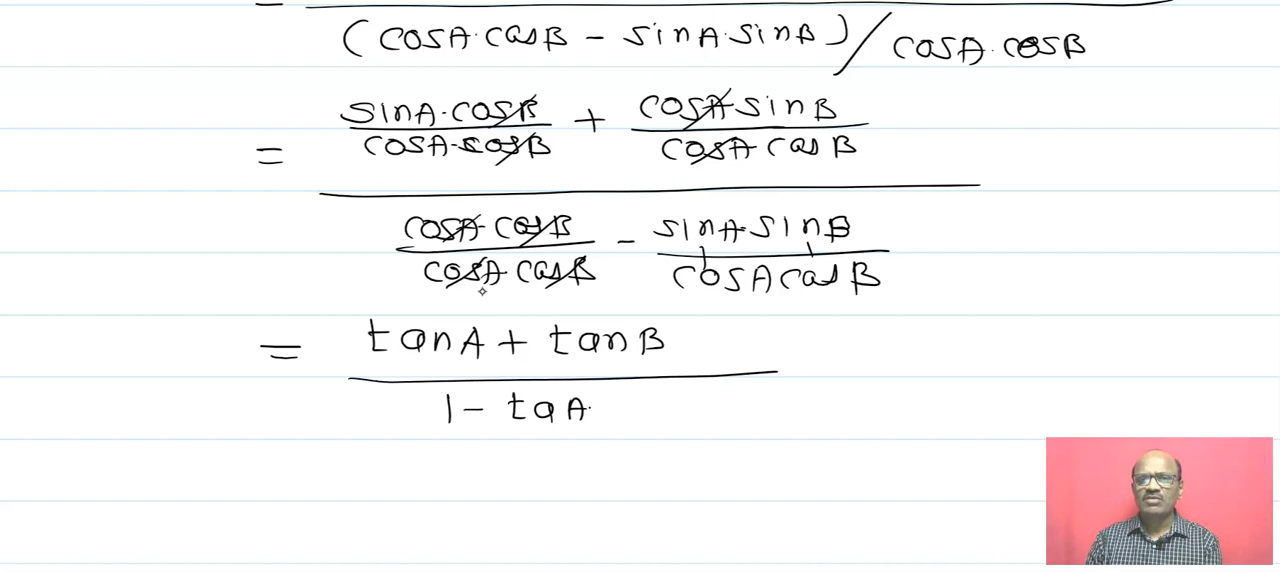 =
(cosA·cosB - sinA·sinB) / cosA·cosB
sinA·cosB + cosA·sinB
cosA·cosB cosA cosB
=
cosA·cosB - sinA·sinB
cosA cosB cosA cosB
= tanA + tanB
1 - taA·